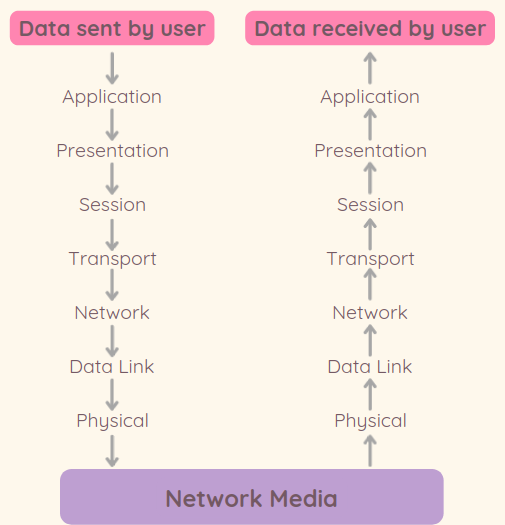 Data sent by user
Application
Presentation
Session
Transport
Network
Data Link
Physical
Data received by user
Application
Presentation
Session
Transport
Network
Data Link
Physical
Network Media